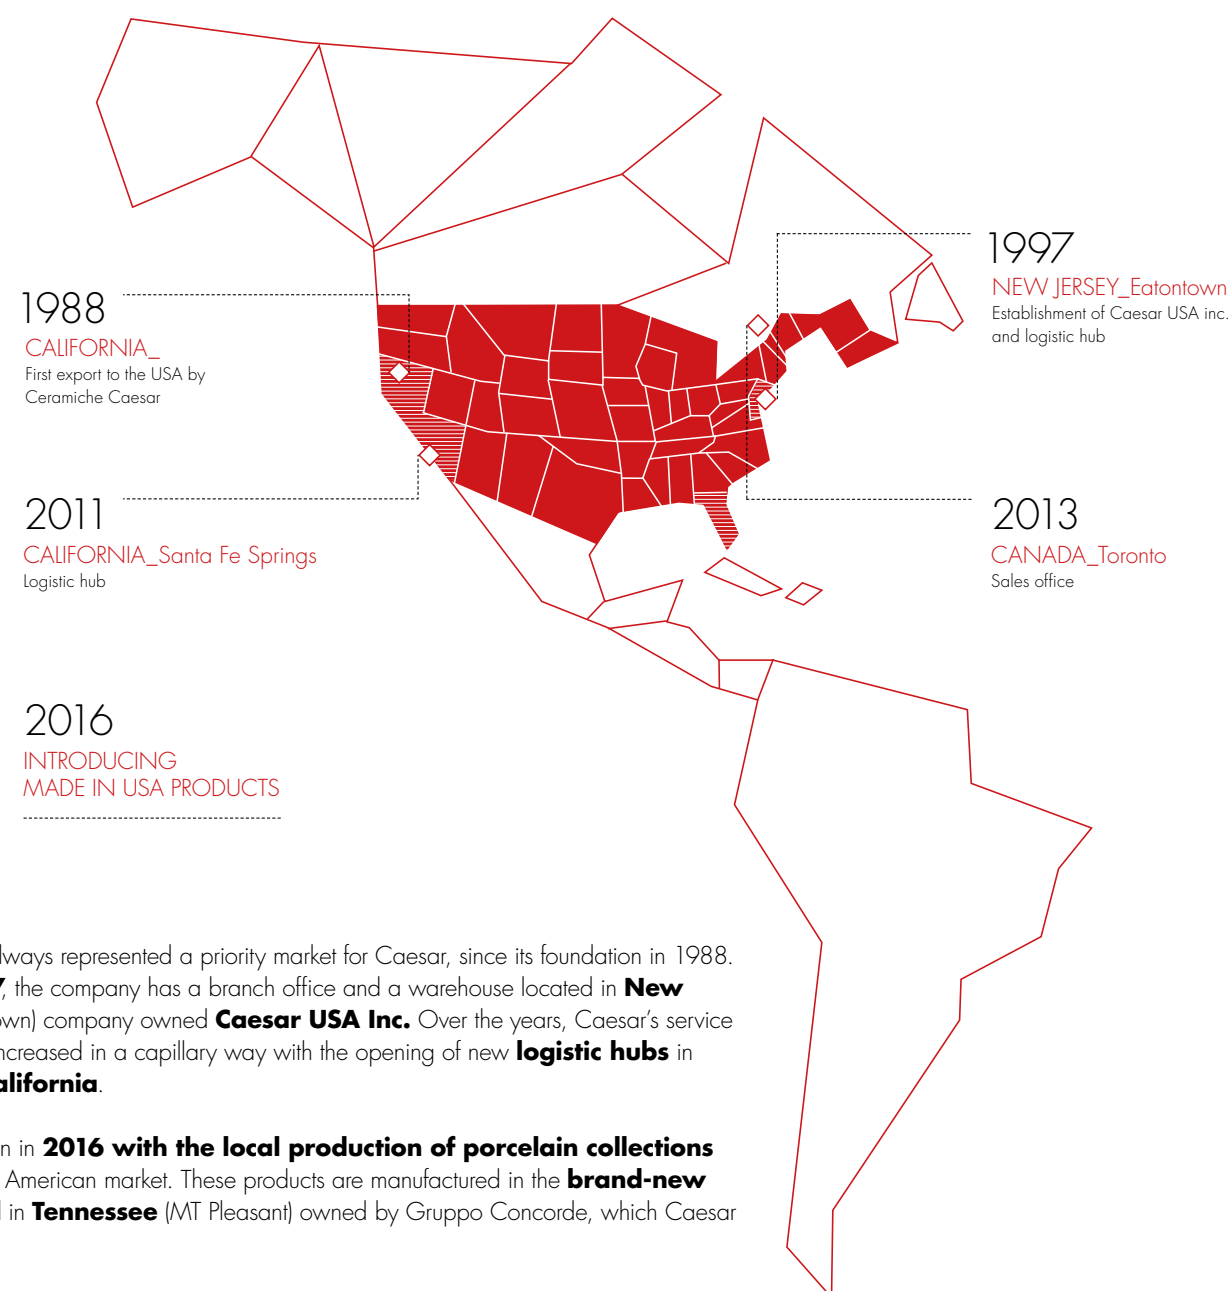 1988
CALIFORNIA_
First export to the USA by
Ceramiche Caesar
1997
NEW JERSEY_Eatontown
Establishment of Caesar USA inc.
and logistic hub
2011
CALIFORNIA_Santa Fe Springs
Logistic hub
2013
CANADA_Toronto
Sales office
2016
INTRODUCING
MADE IN USA PRODUCTS
lways represented a priority market for Caesar, since its foundation in 1988.
, the company has a branch office and a warehouse located in New
own) company owned Caesar USA Inc. Over the years, Caesar's service
ncreased in a capillary way with the opening of new logistic hubs in
alifornia.
n in 2016 with the local production of porcelain collections
American market. These products are manufactured in the brand-new
in Tennessee (MT Pleasant) owned by Gruppo Concorde, which Caesar